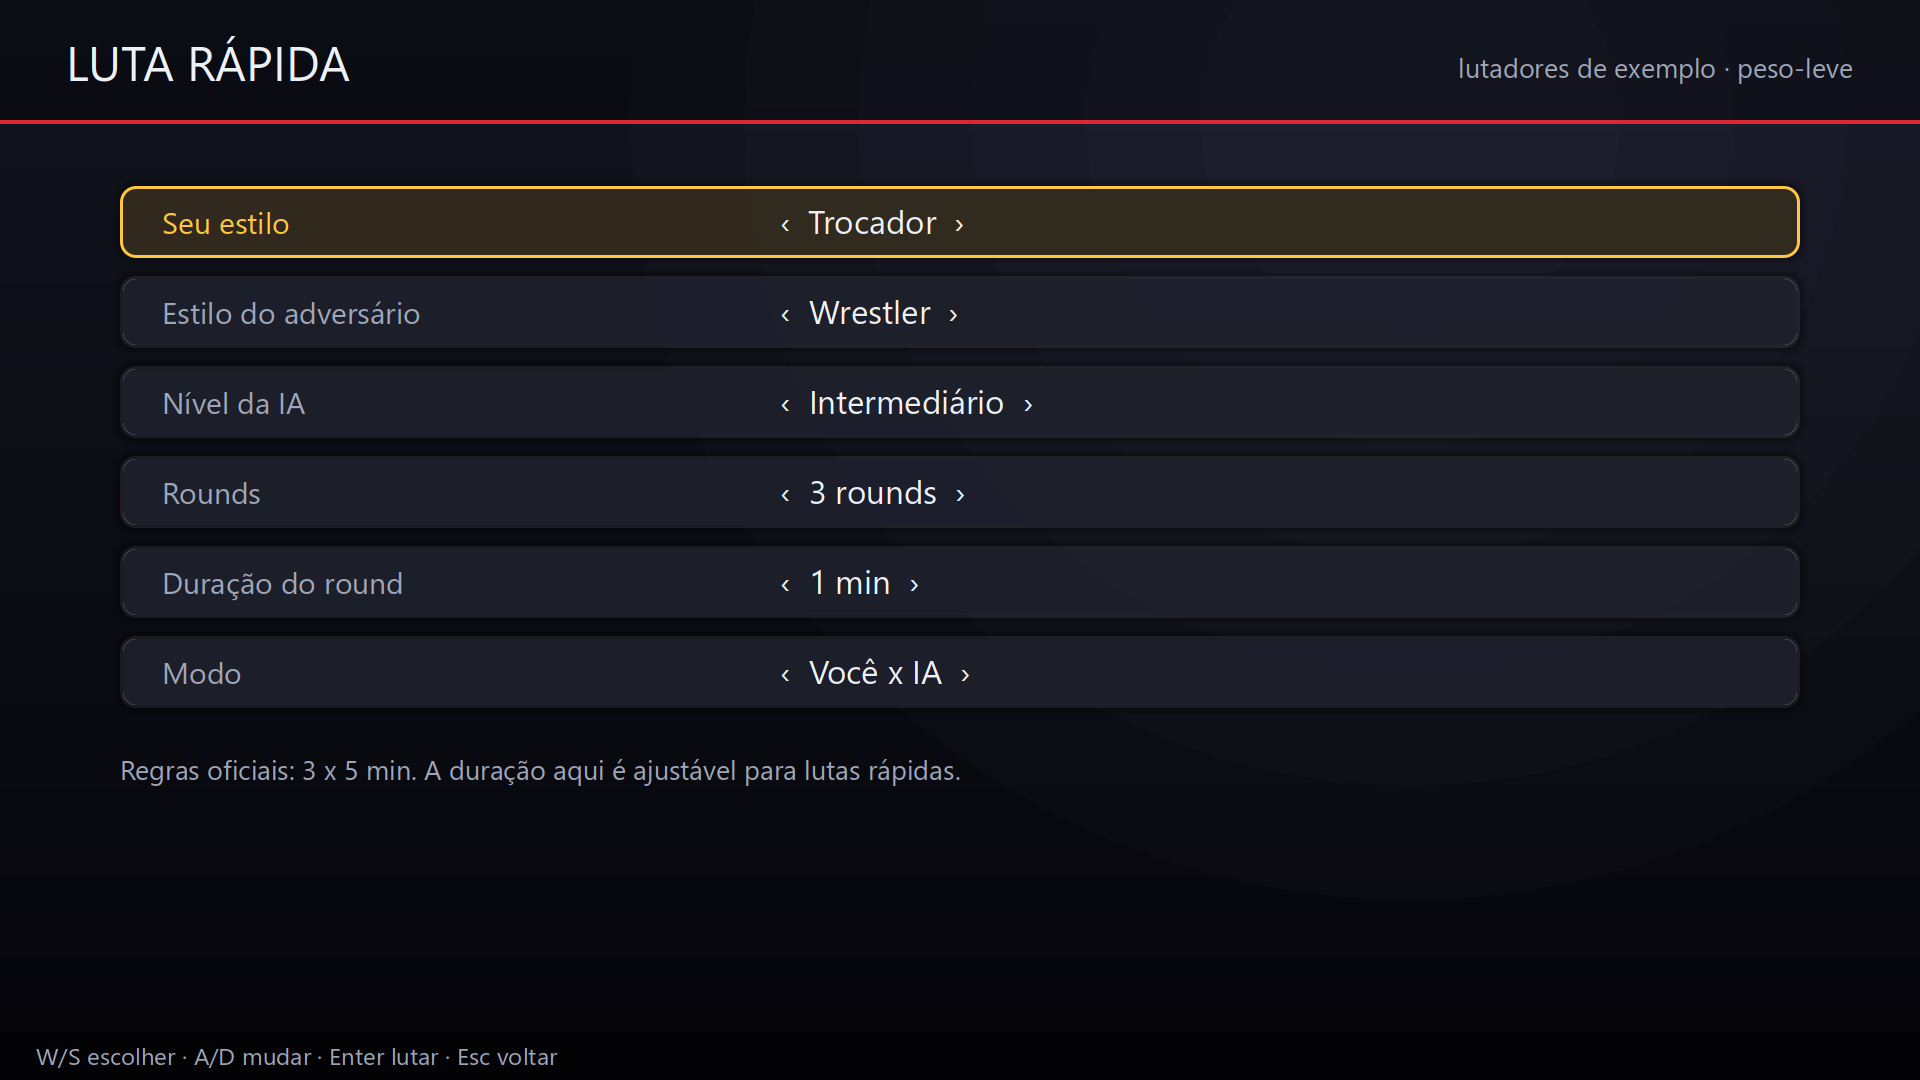 LUTA RÁPIDA
lutadores de exemplo · peso-leve
Seu estilo ‹ Trocador ›
Estilo do adversário ‹ Wrestler ›
Nível da IA ‹ Intermediário ›
Rounds ‹ 3 rounds ›
Duração do round ‹ 1 min ›
Modo ‹ Você x IA ›
Regras oficiais: 3 x 5 min. A duração aqui é ajustável para lutas rápidas.
W/S escolher · A/D mudar · Enter lutar · Esc voltar